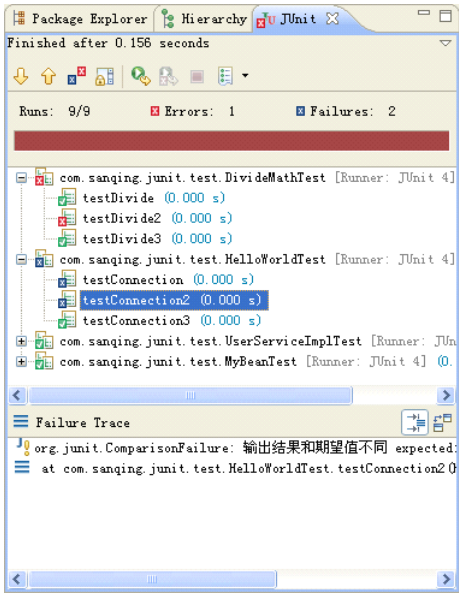 Package Explorer Hierarchy JUnit
Finished after 0.156 seconds
Runs: 9/9 Errors: 1 Failures: 2
com.sanqing.junit.test.DivideMathTest [Runner: JUnit 4]
testDivide (0.000 s)
testDivide2 (0.000 s)
testDivide3 (0.000 s)
com.sanqing.junit.test.HelloWorldTest [Runner: JUnit 4]
testConnection (0.000 s)
testConnection2 (0.000 s)
testConnection3 (0.000 s)
com.sanqing.junit.test.UserServiceImplTest [Runner: JUn
com.sanqing.junit.test.MyBeanTest [Runner: JUnit 4] (0.
Failure Trace
org.junit.ComparisonFailure: 输出结果和期望值不同 expected:
at com.sanqing.junit.test.HelloWorldTest.testConnection2(